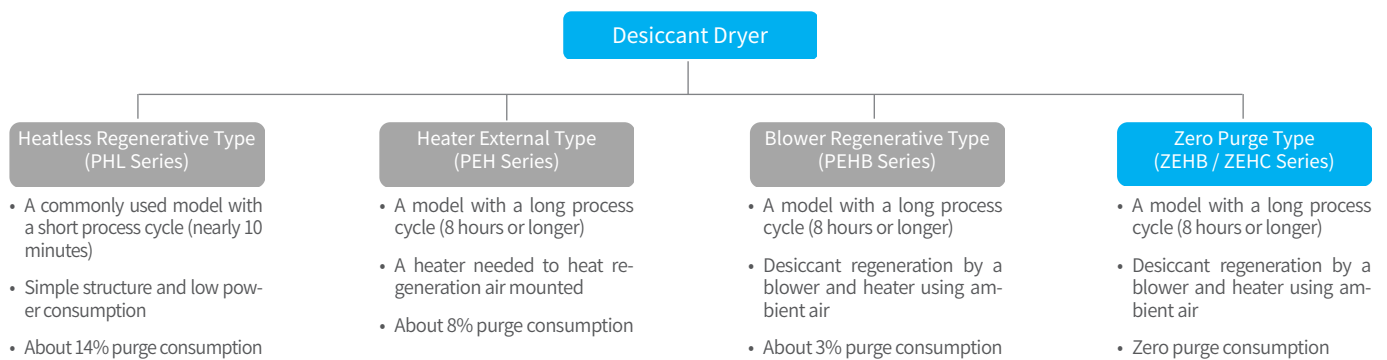 Desiccant Dryer
Heatless Regenerative Type
(PHL Series)
• A commonly used model with
a short process cycle (nearly 10
minutes)
• Simple structure and low pow-
er consumption
• About 14% purge consumption
Heater External Type
(PEH Series)
• A model with a long process
cycle (8 hours or longer)
• A heater needed to heat re-
generation air mounted
• About 8% purge consumption
Blower Regenerative Type
(PEHB Series)
• A model with a long process
cycle (8 hours or longer)
• Desiccant regeneration by a
blower and heater using am-
bient air
• About 3% purge consumption
Zero Purge Type
(ZEHB / ZEHC Series)
• A model with a long process
cycle (8 hours or longer)
• Desiccant regeneration by a
blower and heater using am-
bient air
• Zero purge consumption